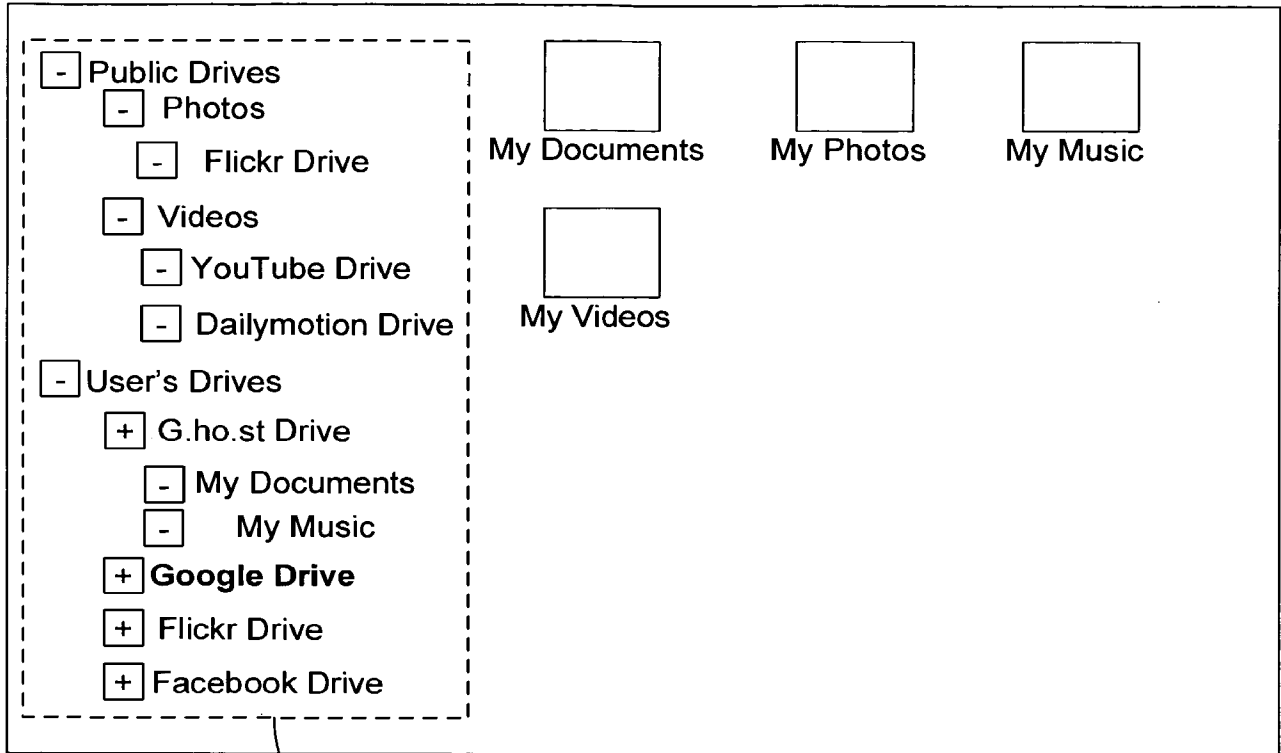 - Public Drives
- Photos
- Flickr Drive
- Videos
- YouTube Drive
- Dailymotion Drive
- User's Drives
+ G.ho.st Drive
- My Documents
- My Music
+ Google Drive
+ Flickr Drive
+ Facebook Drive
My Documents My Photos My Music
My Videos